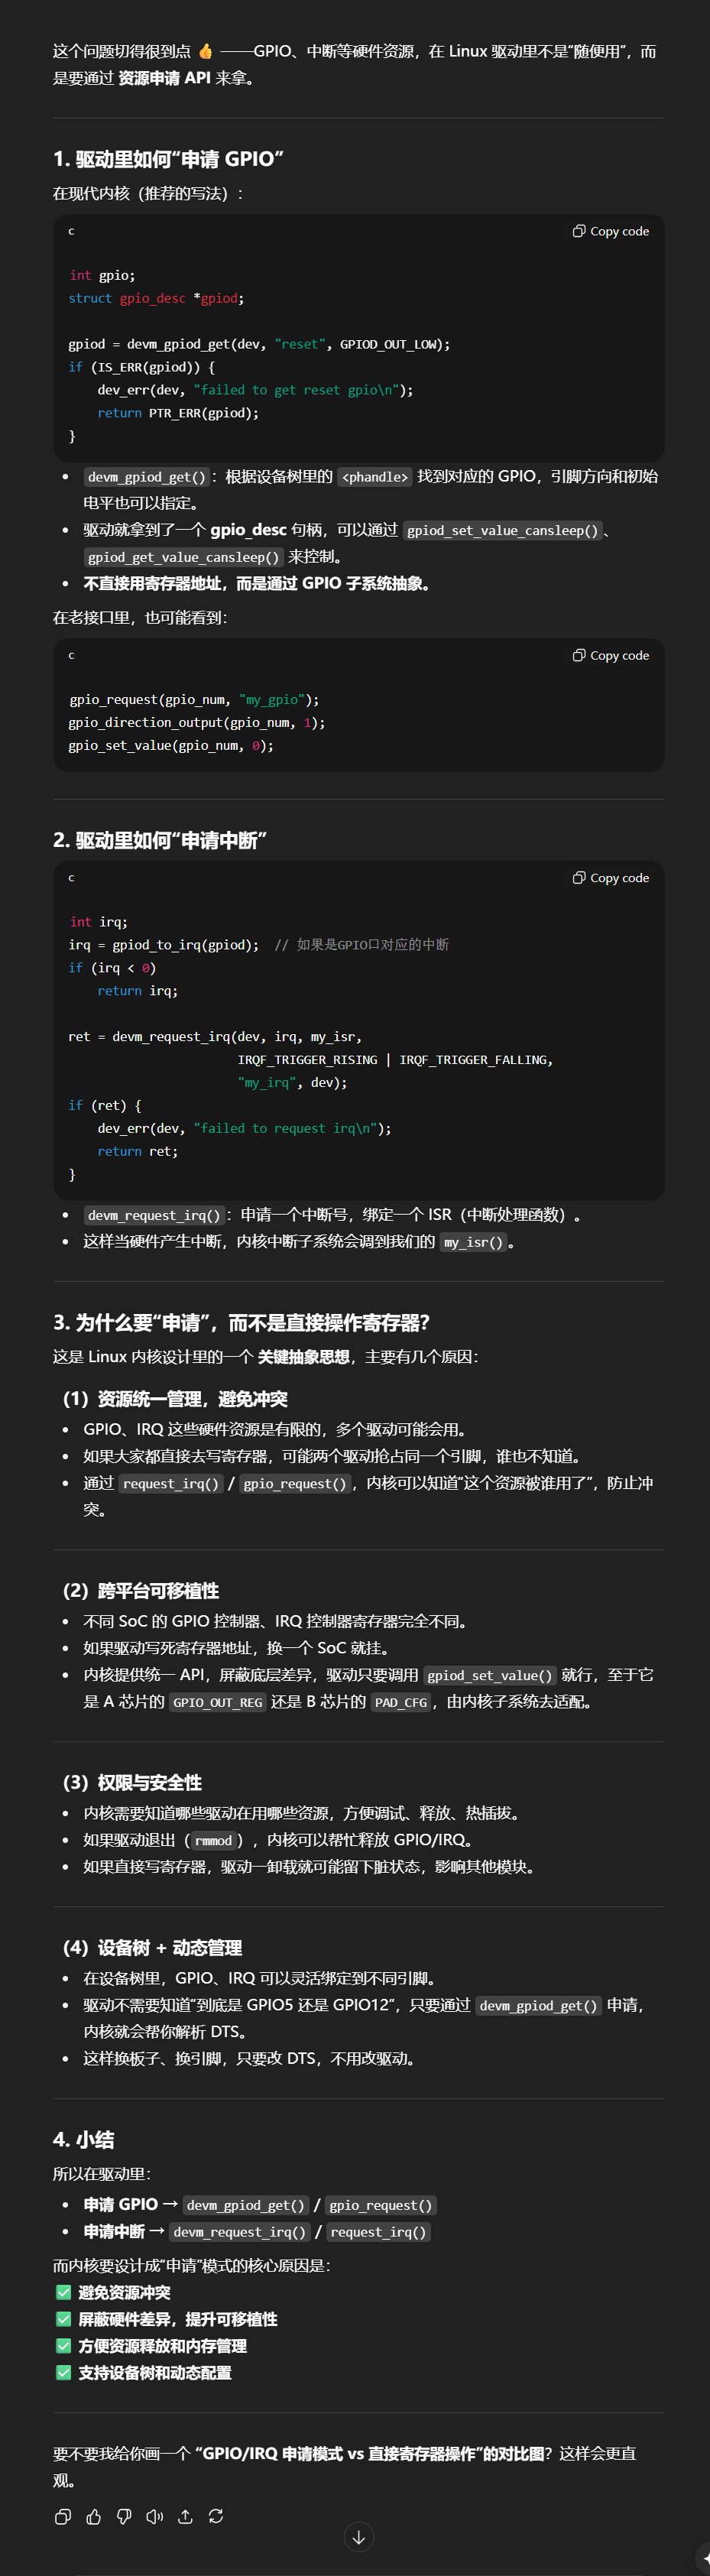 这个问题切得很到点 👍 ——GPIO、中断等硬件资源，在 Linux 驱动里不是“随便用”，而
是要通过 资源申请 API 来拿。
1. 驱动里如何“申请 GPIO”
在现代内核（推荐的写法）：
c
Copy code
int gpio;
struct gpio_desc *gpiod;
gpiod = devm_gpiod_get(dev, "reset", GPIOD_OUT_LOW);
if (IS_ERR(gpiod)) {
    dev_err(dev, "failed to get reset gpio\n");
    return PTR_ERR(gpiod);
}
• devm_gpiod_get()：根据设备树里的 <phandle> 找到对应的 GPIO，引脚方向和初始
电平也可以指定。
• 驱动就拿到了一个 gpio_desc 句柄，可以通过 gpiod_set_value_cansleep()、
gpiod_get_value_cansleep() 来控制。
• 不直接用寄存器地址，而是通过 GPIO 子系统抽象。
在老接口里，也可能看到：
c
Copy code
gpio_request(gpio_num, "my_gpio");
gpio_direction_output(gpio_num, 1);
gpio_set_value(gpio_num, 0);
2. 驱动里如何“申请中断”
c
Copy code
int irq;
irq = gpiod_to_irq(gpiod);  // 如果是GPIO口对应的中断
if (irq < 0)
    return irq;
ret = devm_request_irq(dev, irq, my_isr,
                       IRQF_TRIGGER_RISING | IRQF_TRIGGER_FALLING,
                       "my_irq", dev);
if (ret) {
    dev_err(dev, "failed to request irq\n");
    return ret;
}
• devm_request_irq()：申请一个中断号，绑定一个 ISR（中断处理函数）。
• 这样当硬件产生中断，内核中断子系统会调到我们的 my_isr()。
3. 为什么要“申请”，而不是直接操作寄存器？
这是 Linux 内核设计里的一个 关键抽象思想，主要有几个原因：
（1）资源统一管理，避免冲突
• GPIO、IRQ 这些硬件资源是有限的，多个驱动可能会用。
• 如果大家都直接去写寄存器，可能两个驱动抢占同一个引脚，谁也不知道。
• 通过 request_irq() / gpio_request()，内核可以知道“这个资源被谁用了”，防止冲
突。
（2）跨平台可移植性
• 不同 SoC 的 GPIO 控制器、IRQ 控制器寄存器完全不同。
• 如果驱动写死寄存器地址，换一个 SoC 就挂。
• 内核提供统一 API，屏蔽底层差异，驱动只要调用 gpiod_set_value() 就行，至于它
是 A 芯片的 GPIO_OUT_REG 还是 B 芯片的 PAD_CFG，由内核子系统去适配。
（3）权限与安全性
• 内核需要知道哪些驱动在用哪些资源，方便调试、释放、热插拔。
• 如果驱动退出（rmmod），内核可以帮忙释放 GPIO/IRQ。
• 如果直接写寄存器，驱动一卸载就可能留下脏状态，影响其他模块。
（4）设备树 + 动态管理
• 在设备树里，GPIO、IRQ 可以灵活绑定到不同引脚。
• 驱动不需要知道“到底是 GPIO5 还是 GPIO12”，只要通过 devm_gpiod_get() 申请，
内核就会帮你解析 DTS。
• 这样换板子、换引脚，只要改 DTS，不用改驱动。
4. 小结
所以在驱动里：
• 申请 GPIO → devm_gpiod_get() / gpio_request()
• 申请中断 → devm_request_irq() / request_irq()
而内核要设计成“申请”模式的核心原因是：
✅ 避免资源冲突
✅ 屏蔽硬件差异，提升可移植性
✅ 方便资源释放和内存管理
✅ 支持设备树和动态配置
要不要我给你画一个 “GPIO/IRQ 申请模式 vs 直接寄存器操作”的对比图？这样会更直
观。